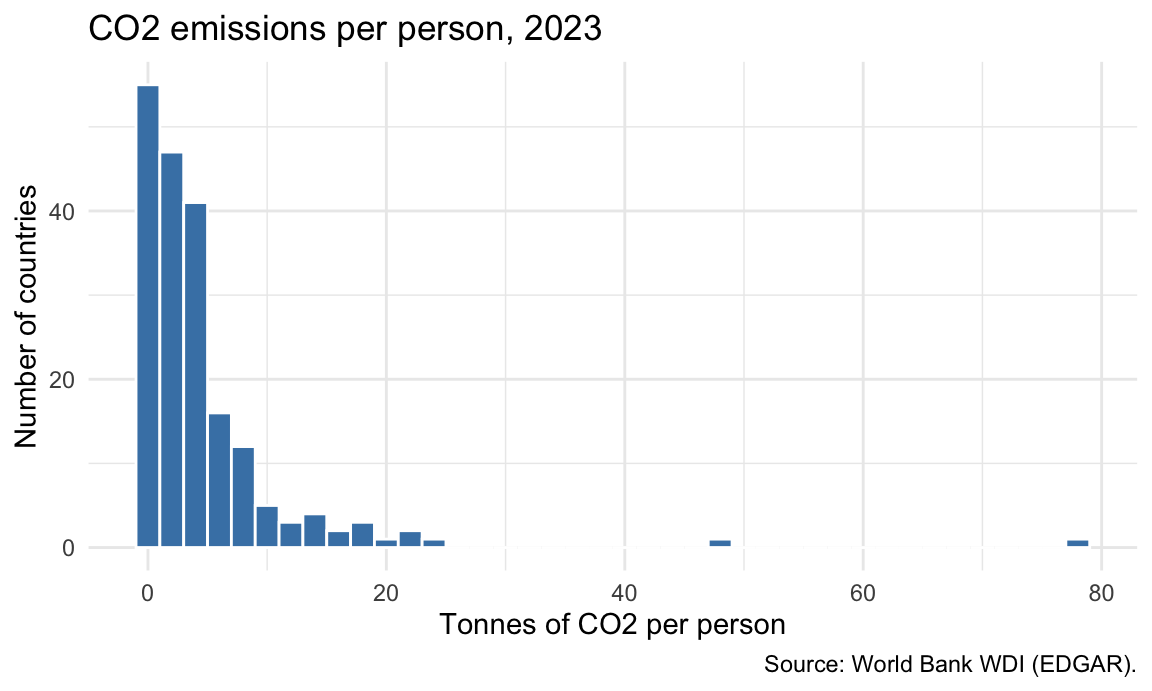 CO2 emissions per person, 2023
Number of countries
40
20
0
0 20 40 60 80
Tonnes of CO2 per person
Source: World Bank WDI (EDGAR).